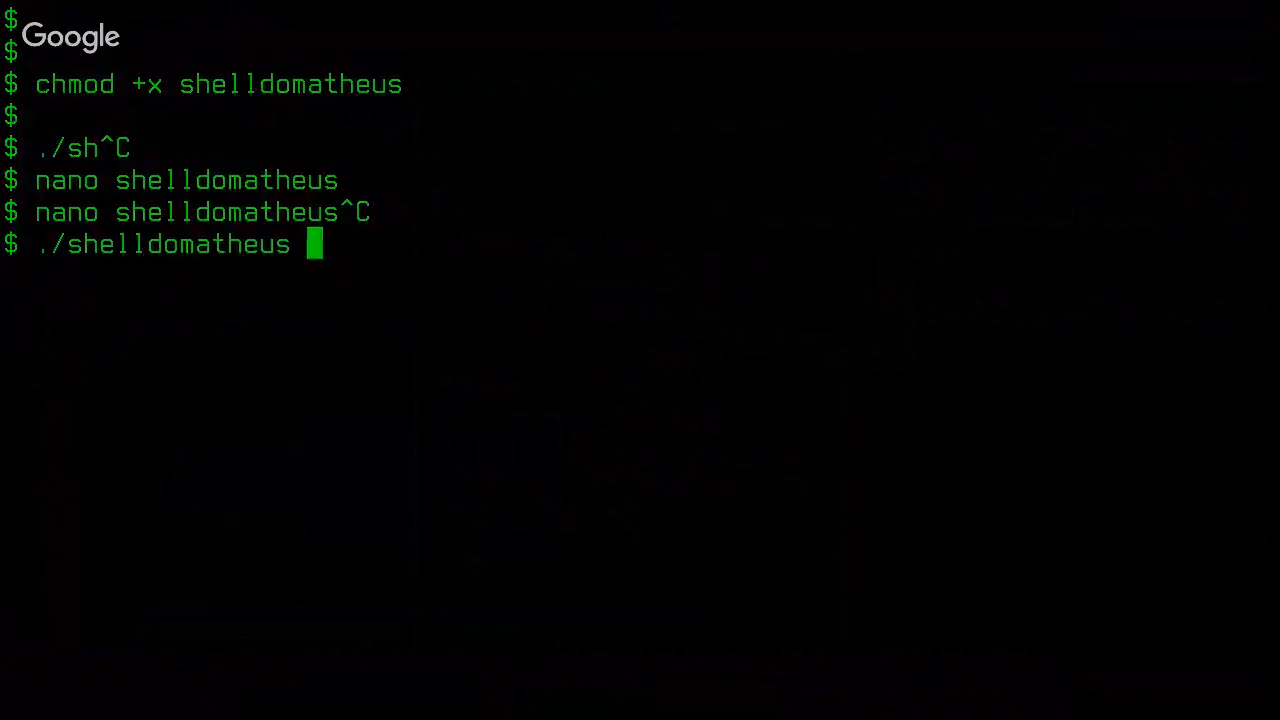 $
Google
$
$ chmod +x shelldomatheus
$
$ ./sh^C
$ nano shelldomatheus
$ nano shelldomatheus^C
$ ./shelldomatheus